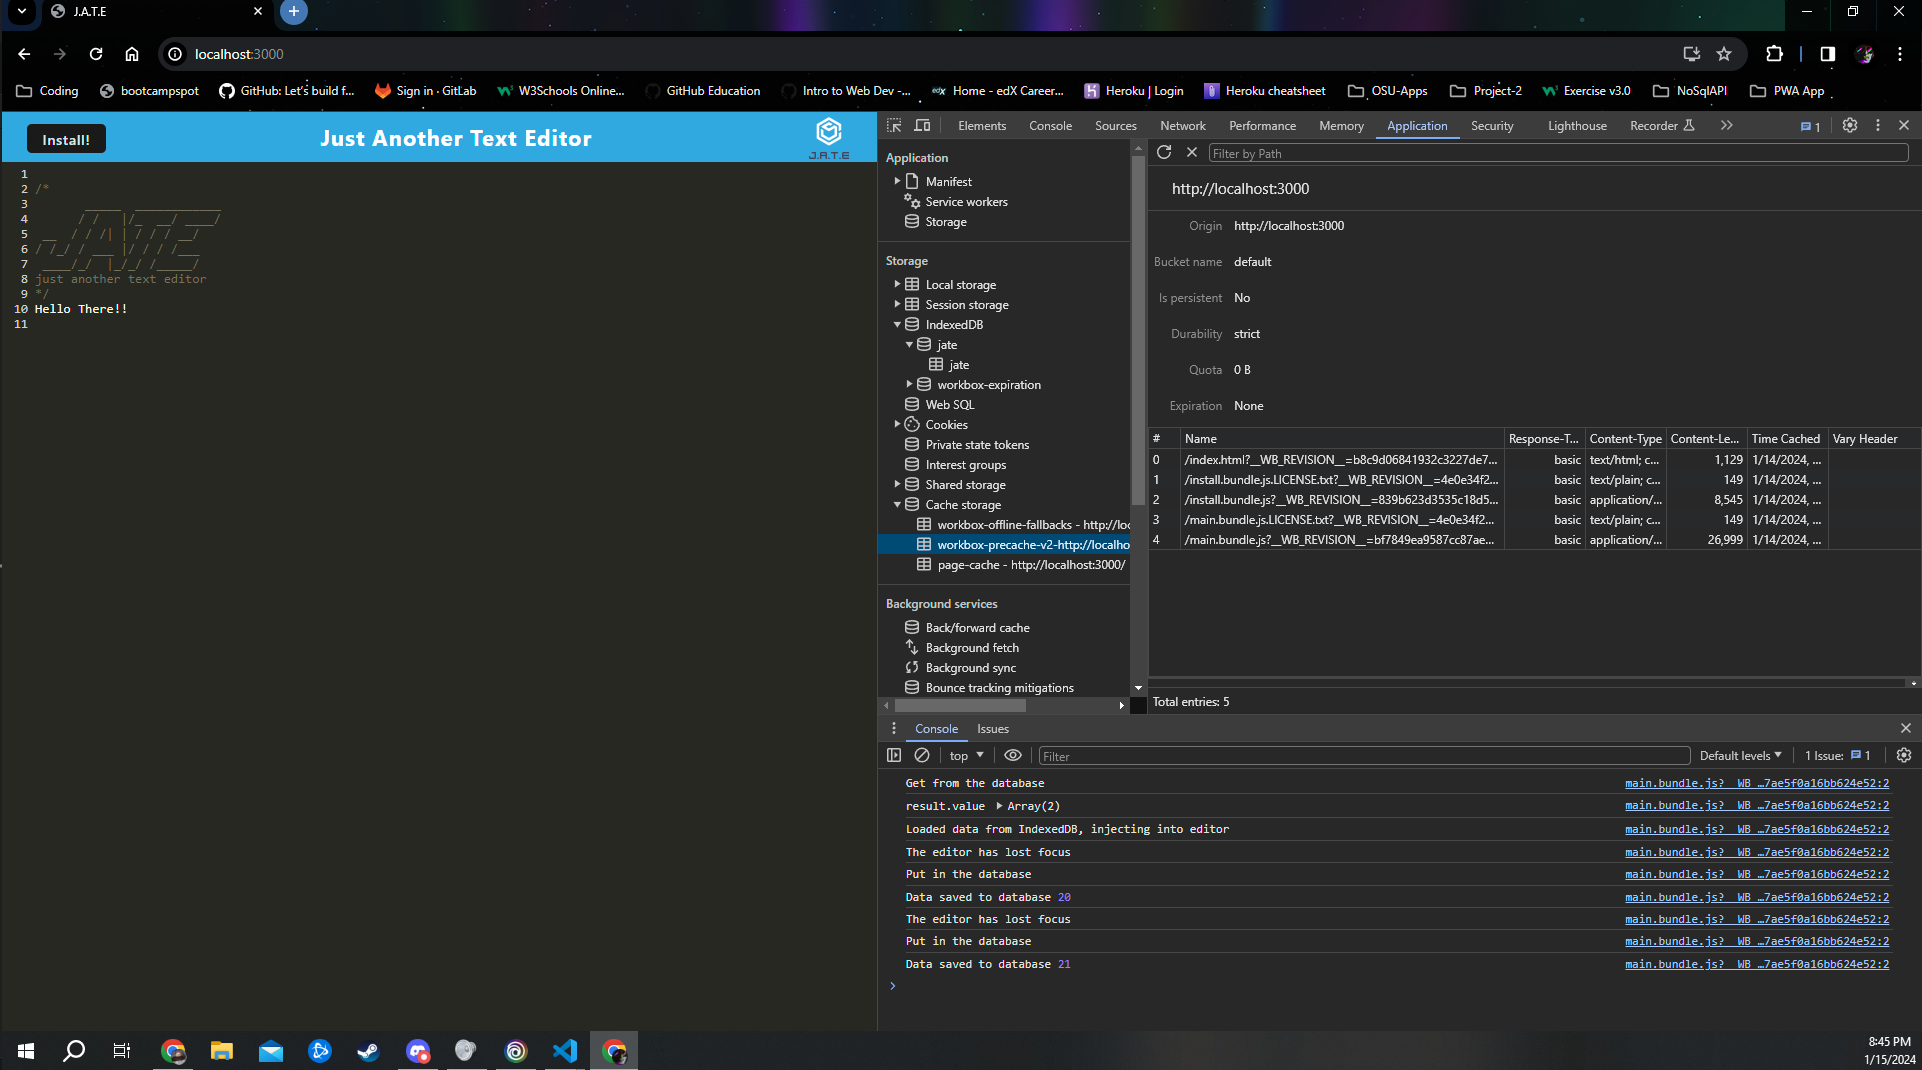 J.A.T.E
localhost:3000
Coding
bootcampspot
GitHub: Let's build f...
Sign in · GitLab
W3Schools Online...
GitHub Education
Intro to Web Dev -...
Home - edX Career...
Heroku | Login
Heroku cheatsheet
OSU-Apps
Project-2
Exercise v3.0
NoSqlAPI
PWA App
Install!
Just Another Text Editor
J.A.T.E
1
2 /*
3        _____  ____________
4       / /   |/_  __/ ____/
5  __  / / /| | / / / __/
6 / /_/ / ___ |/ / / /___
7  ____/_/  |_/_/ /_____/
8 just another text editor
9 */
10 Hello There!!
11
Elements
Console
Sources
Network
Performance
Memory
Application
Security
Lighthouse
Recorder
1
Application
Manifest
Service workers
Storage
Storage
Local storage
Session storage
IndexedDB
jate
jate
workbox-expiration
Web SQL
Cookies
Private state tokens
Interest groups
Shared storage
Cache storage
workbox-offline-fallbacks - http://loc
workbox-precache-v2-http://localho
page-cache - http://localhost:3000/
Background services
Back/forward cache
Background fetch
Background sync
Bounce tracking mitigations
Filter by Path
http://localhost:3000
Origin http://localhost:3000
Bucket name default
Is persistent No
Durability strict
Quota 0 B
Expiration None
# Name Response-T... Content-Type Content-Le... Time Cached Vary Header
0 /index.html?__WB_REVISION__=b8c9d06841932c3227de7... basic text/html; c... 1,129 1/14/2024, ...
1 /install.bundle.js.LICENSE.txt?__WB_REVISION__=4e0e34f2... basic text/plain; c... 149 1/14/2024, ...
2 /install.bundle.js?__WB_REVISION__=839b623d3535c18d5... basic application/... 8,545 1/14/2024, ...
3 /main.bundle.js.LICENSE.txt?__WB_REVISION__=4e0e34f2... basic text/plain; c... 149 1/14/2024, ...
4 /main.bundle.js?__WB_REVISION__=bf7849ea9587cc87ae... basic application/... 26,999 1/14/2024, ...
Total entries: 5
Console
Issues
top
Filter
Default levels
1 Issue: 1
Get from the database main.bundle.js?__WB_…7ae5f0a16bb624e52:2
result.value Array(2) main.bundle.js?__WB_…7ae5f0a16bb624e52:2
Loaded data from IndexedDB, injecting into editor main.bundle.js?__WB_…7ae5f0a16bb624e52:2
The editor has lost focus main.bundle.js?__WB_…7ae5f0a16bb624e52:2
Put in the database main.bundle.js?__WB_…7ae5f0a16bb624e52:2
Data saved to database 20 main.bundle.js?__WB_…7ae5f0a16bb624e52:2
The editor has lost focus main.bundle.js?__WB_…7ae5f0a16bb624e52:2
Put in the database main.bundle.js?__WB_…7ae5f0a16bb624e52:2
Data saved to database 21 main.bundle.js?__WB_…7ae5f0a16bb624e52:2
8:45 PM
1/15/2024